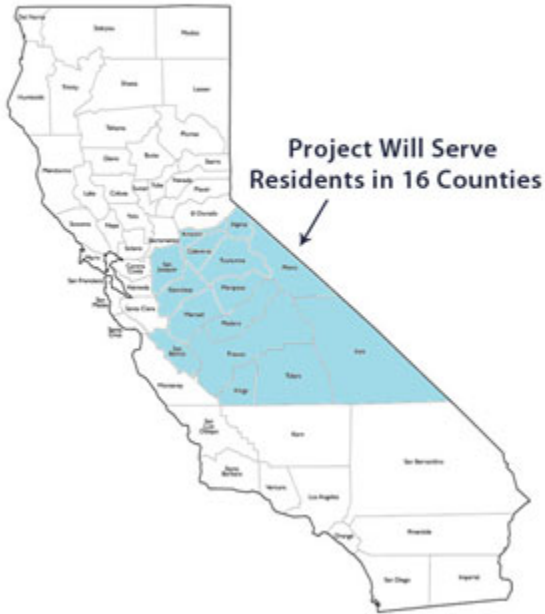 Del Norte
Siskiyou
Modoc
Humboldt
Trinity
Shasta
Lassen
Tehama
Plumas
Mendocino
Glenn
Butte
Sierra
Project Will Serve
Residents in 16 Counties
Lake
Colusa
Sutter
Yuba
Nevada
Placer
El Dorado
Sonoma
Napa
Yolo
Sacramento
Amador
Alpine
Solano
Calaveras
Tuolumne
Mono
Marin
Contra
Costa
San
Joaquin
San Francisco
Alameda
Stanislaus
Mariposa
San
Mateo
Santa Clara
Merced
Madera
Santa
Cruz
San
Benito
Fresno
Inyo
Monterey
Kings
Tulare
San
Luis
Obispo
Kern
San Bernardino
Santa
Barbara
Ventura
Los Angeles
Orange
Riverside
San Diego
Imperial